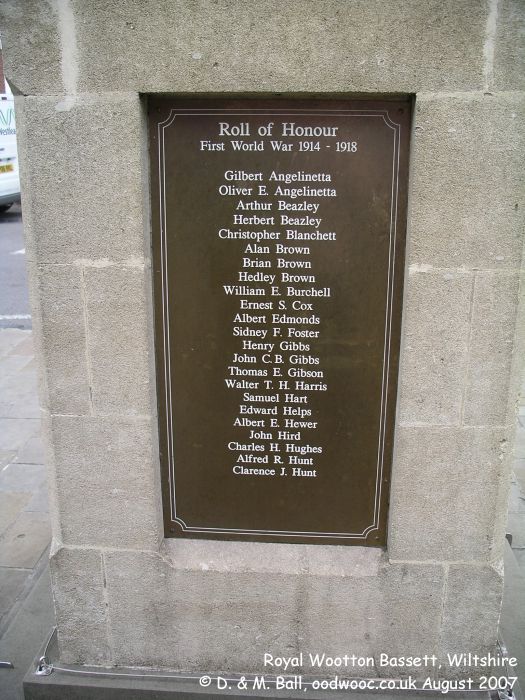 Roll of Honour
First World War 1914 - 1918
Gilbert Angelinetta
Oliver E. Angelinetta
Arthur Beazley
Herbert Beazley
Christopher Blanchett
Alan Brown
Brian Brown
Hedley Brown
William E. Burchell
Ernest S. Cox
Albert Edmonds
Sidney F. Foster
Henry Gibbs
John C. B. Gibbs
Thomas E. Gibson
Walter T. H. Harris
Samuel Hart
Edward Helps
Albert E. Hewer
John Hird
Charles H. Hughes
Alfred R. Hunt
Clarence J. Hunt
Royal Wootton Bassett, Wiltshire
© D. & M. Ball, oodwooc.co.uk August 2007